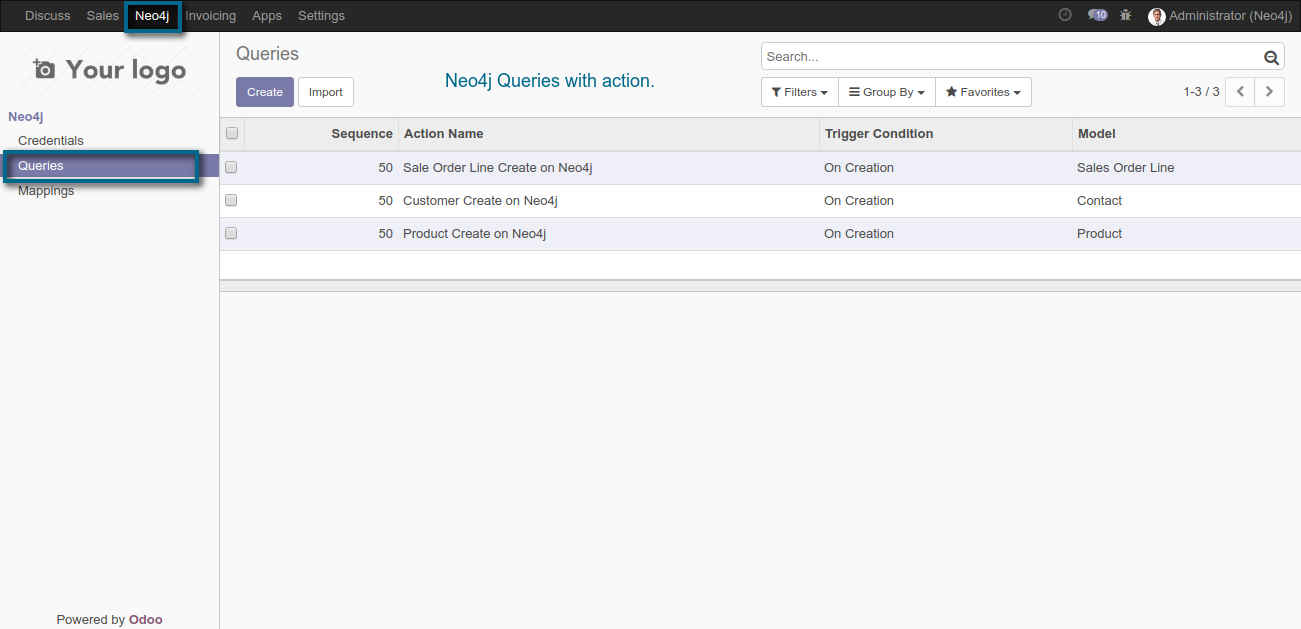 Discuss Sales Neo4j Invoicing Apps Settings 10 Administrator (Neo4j)
Your logo
Neo4j
Credentials
Queries
Mappings
Powered by Odoo
Queries
Search...
Create Import
Neo4j Queries with action.
Filters Group By Favorites 1-3 / 3
Sequence Action Name Trigger Condition Model
50 Sale Order Line Create on Neo4j On Creation Sales Order Line
50 Customer Create on Neo4j On Creation Contact
50 Product Create on Neo4j On Creation Product